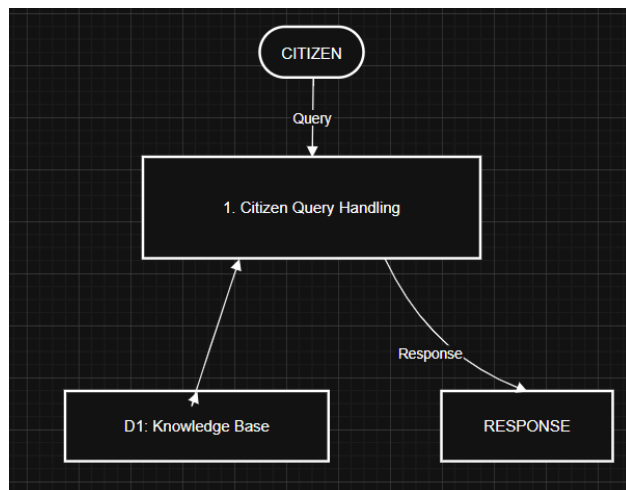 CITIZEN
Query
1. Citizen Query Handling
Response
D1: Knowledge Base
RESPONSE